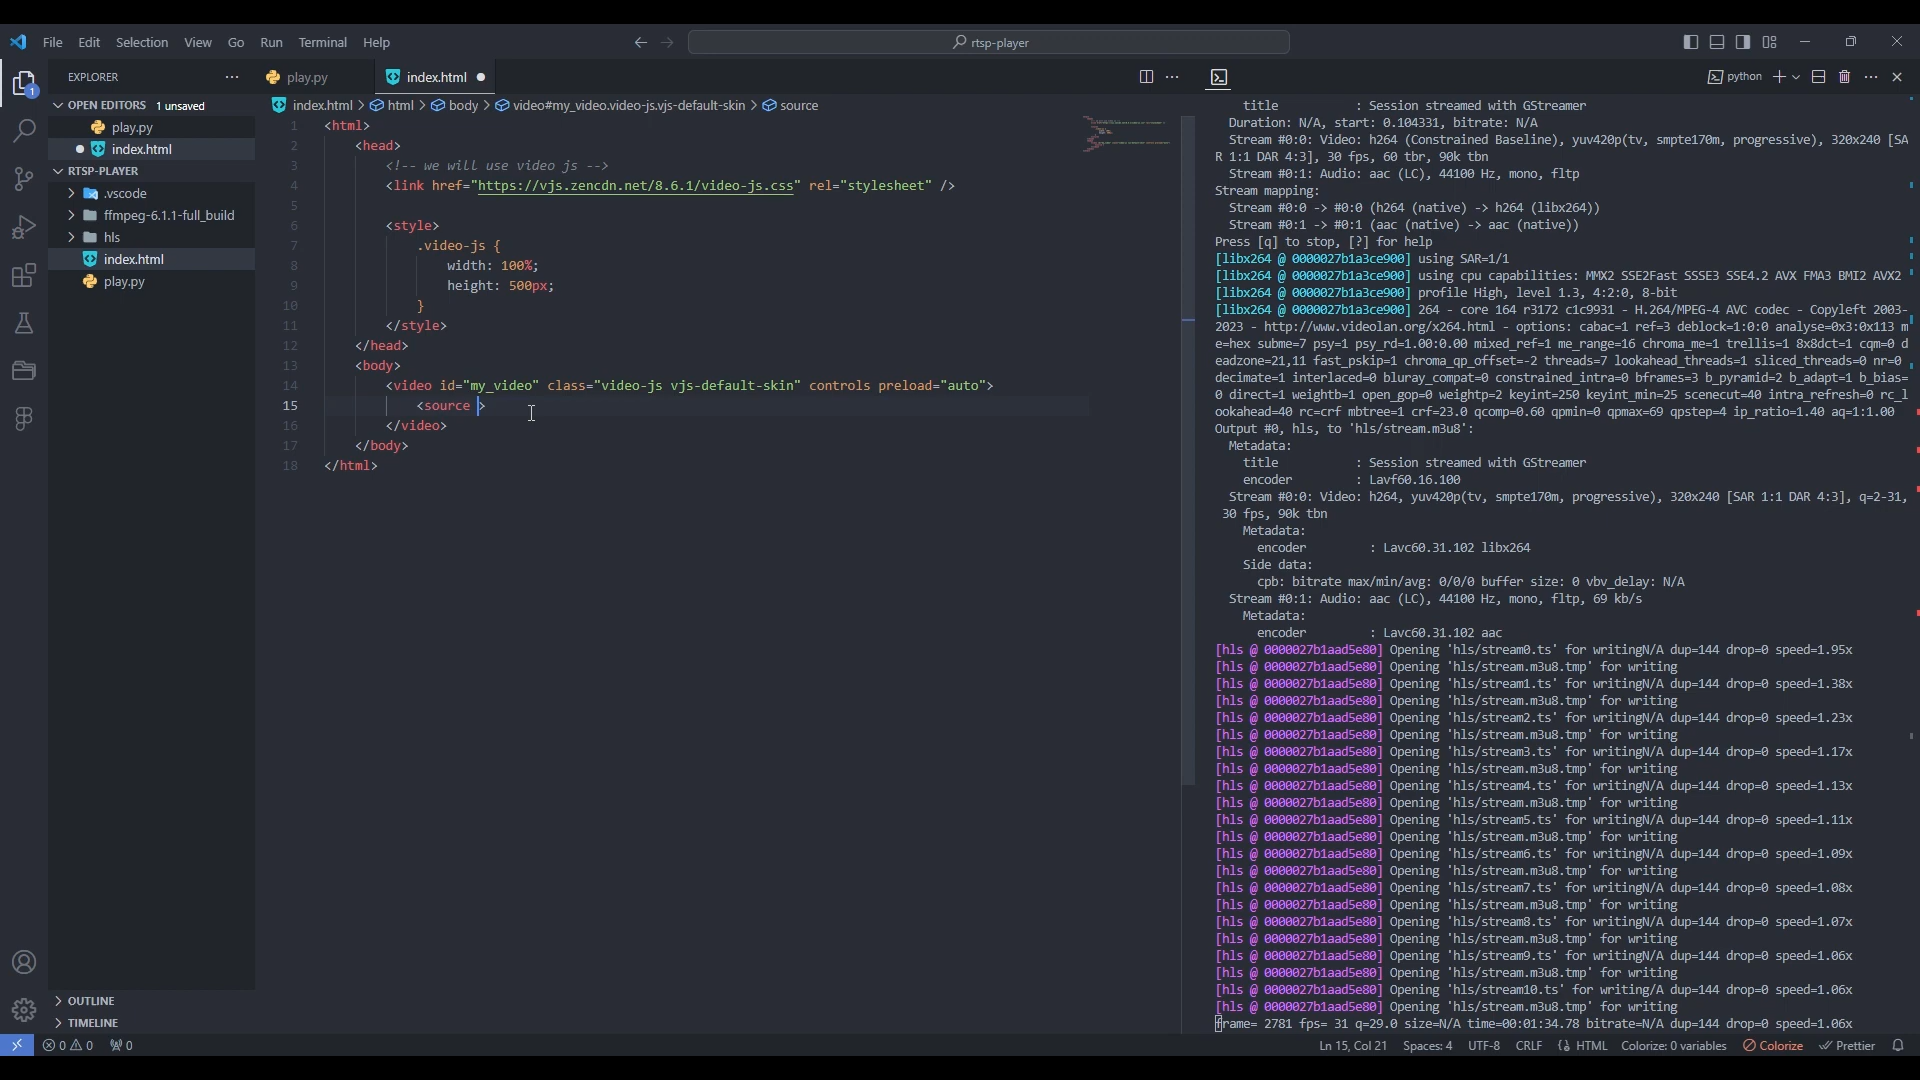 File Edit Selection View Go Run Terminal Help
rtsp-player
EXPLORER
OPEN EDITORS 1 unsaved
play.py
index.html
RTSP-PLAYER
.vscode
ffmpeg-6.1.1-full_build
hls
index.html
play.py
OUTLINE
TIMELINE
1
play.py
index.html
index.html > html > body > video#my_video.video-js.vjs-default-skin > source
1 <html>
2 <head>
3 <!-- we will use video js -->
4 <link href="https://vjs.zencdn.net/8.6.1/video-js.css" rel="stylesheet" />
5
6 <style>
7 .video-js {
8 width: 100%;
9 height: 500px;
10 }
11 </style>
12 </head>
13 <body>
14 <video id="my_video" class="video-js vjs-default-skin" controls preload="auto">
15 <source >
16 </video>
17 </body>
18 </html>
python
title : Session streamed with GStreamer
Duration: N/A, start: 0.104331, bitrate: N/A
Stream #0:0: Video: h264 (Constrained Baseline), yuv420p(tv, smpte170m, progressive), 320x240 [SA
R 1:1 DAR 4:3], 30 fps, 60 tbr, 90k tbn
Stream #0:1: Audio: aac (LC), 44100 Hz, mono, fltp
Stream mapping:
Stream #0:0 -> #0:0 (h264 (native) -> h264 (libx264))
Stream #0:1 -> #0:1 (aac (native) -> aac (native))
Press [q] to stop, [?] for help
[libx264 @ 0000027b1a3ce900] using SAR=1/1
[libx264 @ 0000027b1a3ce900] using cpu capabilities: MMX2 SSE2Fast SSSE3 SSE4.2 AVX FMA3 BMI2 AVX2
[libx264 @ 0000027b1a3ce900] profile High, level 1.3, 4:2:0, 8-bit
[libx264 @ 0000027b1a3ce900] 264 - core 164 r3172 c1c9931 - H.264/MPEG-4 AVC codec - Copyleft 2003-
2023 - http://www.videolan.org/x264.html - options: cabac=1 ref=3 deblock=1:0:0 analyse=0x3:0x113 m
e=hex subme=7 psy=1 psy_rd=1.00:0.00 mixed_ref=1 me_range=16 chroma_me=1 trellis=1 8x8dct=1 cqm=0 d
eadzone=21,11 fast_pskip=1 chroma_qp_offset=-2 threads=7 lookahead_threads=1 sliced_threads=0 nr=0
decimate=1 interlaced=0 bluray_compat=0 constrained_intra=0 bframes=3 b_pyramid=2 b_adapt=1 b_bias=
0 direct=1 weightb=1 open_gop=0 weightp=2 keyint=250 keyint_min=25 scenecut=40 intra_refresh=0 rc_l
ookahead=40 rc=crf mbtree=1 crf=23.0 qcomp=0.60 qpmin=0 qpmax=69 qpstep=4 ip_ratio=1.40 aq=1:1.00
Output #0, hls, to 'hls/stream.m3u8':
Metadata:
title : Session streamed with GStreamer
encoder : Lavf60.16.100
Stream #0:0: Video: h264, yuv420p(tv, smpte170m, progressive), 320x240 [SAR 1:1 DAR 4:3], q=2-31,
30 fps, 90k tbn
Metadata:
encoder : Lavc60.31.102 libx264
Side data:
cpb: bitrate max/min/avg: 0/0/0 buffer size: 0 vbv_delay: N/A
Stream #0:1: Audio: aac (LC), 44100 Hz, mono, fltp, 69 kb/s
Metadata:
encoder : Lavc60.31.102 aac
[hls @ 0000027b1aad5e80] Opening 'hls/stream0.ts' for writingN/A dup=144 drop=0 speed=1.95x
[hls @ 0000027b1aad5e80] Opening 'hls/stream.m3u8.tmp' for writing
[hls @ 0000027b1aad5e80] Opening 'hls/stream1.ts' for writingN/A dup=144 drop=0 speed=1.38x
[hls @ 0000027b1aad5e80] Opening 'hls/stream.m3u8.tmp' for writing
[hls @ 0000027b1aad5e80] Opening 'hls/stream2.ts' for writingN/A dup=144 drop=0 speed=1.23x
[hls @ 0000027b1aad5e80] Opening 'hls/stream.m3u8.tmp' for writing
[hls @ 0000027b1aad5e80] Opening 'hls/stream3.ts' for writingN/A dup=144 drop=0 speed=1.17x
[hls @ 0000027b1aad5e80] Opening 'hls/stream.m3u8.tmp' for writing
[hls @ 0000027b1aad5e80] Opening 'hls/stream4.ts' for writingN/A dup=144 drop=0 speed=1.13x
[hls @ 0000027b1aad5e80] Opening 'hls/stream.m3u8.tmp' for writing
[hls @ 0000027b1aad5e80] Opening 'hls/stream5.ts' for writingN/A dup=144 drop=0 speed=1.11x
[hls @ 0000027b1aad5e80] Opening 'hls/stream.m3u8.tmp' for writing
[hls @ 0000027b1aad5e80] Opening 'hls/stream6.ts' for writingN/A dup=144 drop=0 speed=1.09x
[hls @ 0000027b1aad5e80] Opening 'hls/stream.m3u8.tmp' for writing
[hls @ 0000027b1aad5e80] Opening 'hls/stream7.ts' for writingN/A dup=144 drop=0 speed=1.08x
[hls @ 0000027b1aad5e80] Opening 'hls/stream.m3u8.tmp' for writing
[hls @ 0000027b1aad5e80] Opening 'hls/stream8.ts' for writingN/A dup=144 drop=0 speed=1.07x
[hls @ 0000027b1aad5e80] Opening 'hls/stream.m3u8.tmp' for writing
[hls @ 0000027b1aad5e80] Opening 'hls/stream9.ts' for writingN/A dup=144 drop=0 speed=1.06x
[hls @ 0000027b1aad5e80] Opening 'hls/stream.m3u8.tmp' for writing
[hls @ 0000027b1aad5e80] Opening 'hls/stream10.ts' for writing/A dup=144 drop=0 speed=1.06x
[hls @ 0000027b1aad5e80] Opening 'hls/stream.m3u8.tmp' for writing
frame= 2781 fps= 31 q=29.0 size=N/A time=00:01:34.78 bitrate=N/A dup=144 drop=0 speed=1.06x
0 0 0 Ln 15, Col 21 Spaces: 4 UTF-8 CRLF HTML Colorize: 0 variables Colorize Prettier